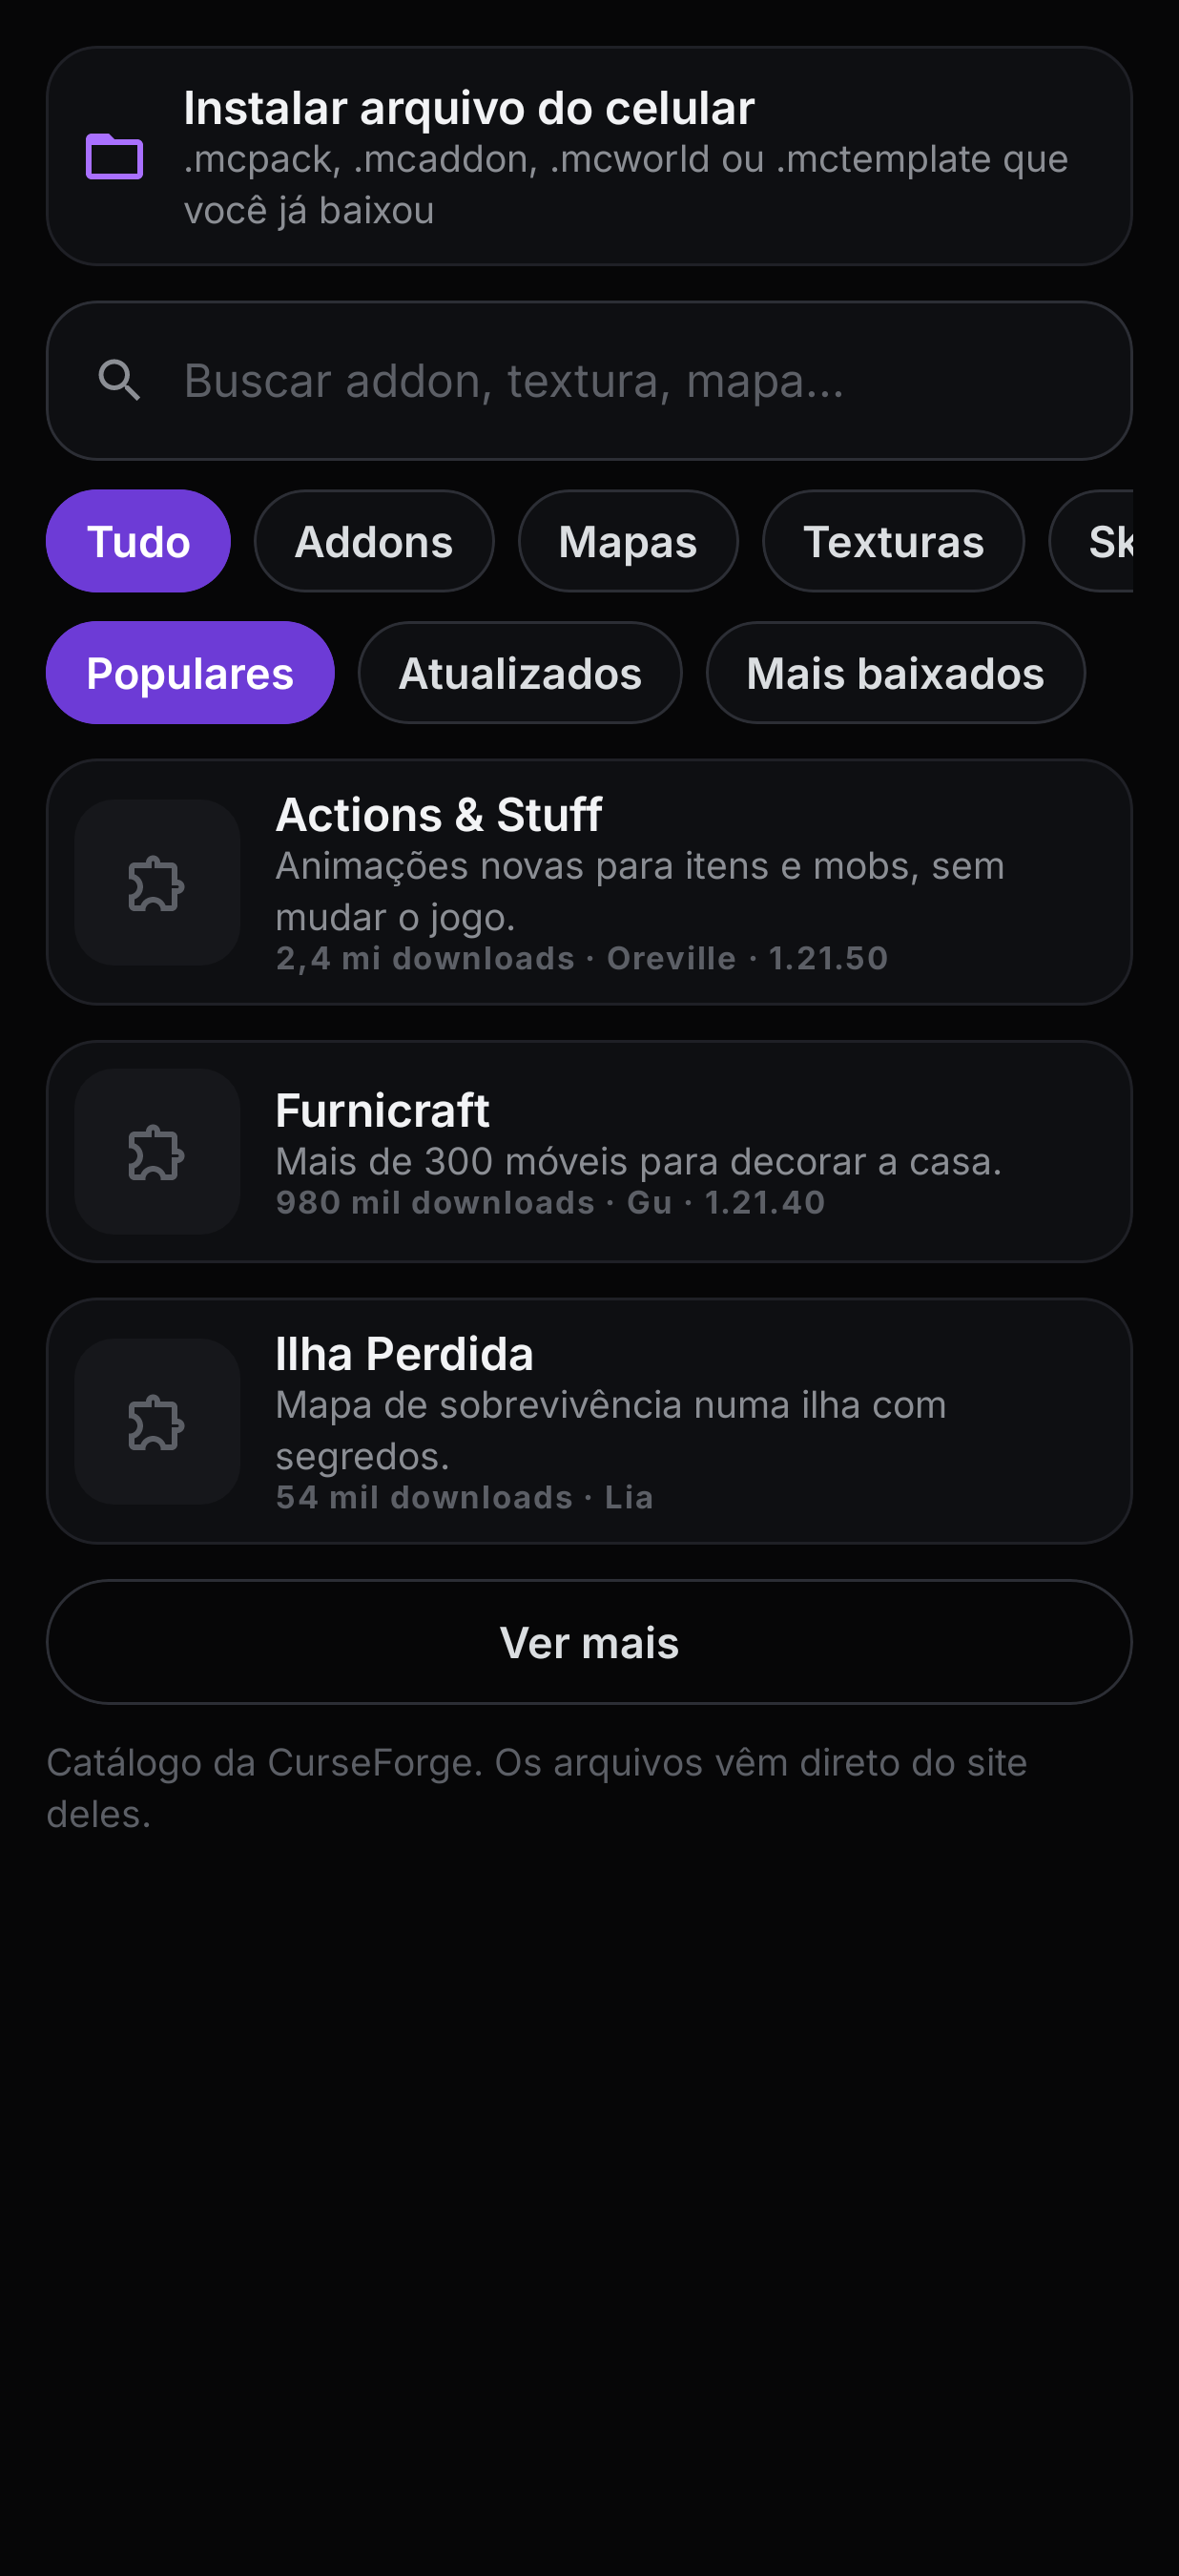 Instalar arquivo do celular
.mcpack, .mcaddon, .mcworld ou .mctemplate que
você já baixou
Buscar addon, textura, mapa...
Tudo Addons Mapas Texturas Sk
Populares Atualizados Mais baixados
Actions & Stuff
Animações novas para itens e mobs, sem
mudar o jogo.
2,4 mi downloads · Oreville · 1.21.50
Furnicraft
Mais de 300 móveis para decorar a casa.
980 mil downloads · Gu · 1.21.40
Ilha Perdida
Mapa de sobrevivência numa ilha com
segredos.
54 mil downloads · Lia
Ver mais
Catálogo da CurseForge. Os arquivos vêm direto do site
deles.